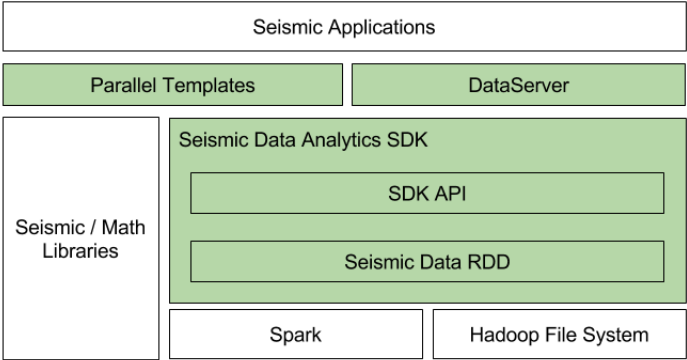 Seismic Applications
Parallel Templates
DataServer
Seismic Data Analytics SDK
SDK API
Seismic / Math
Libraries
Seismic Data RDD
Spark
Hadoop File System